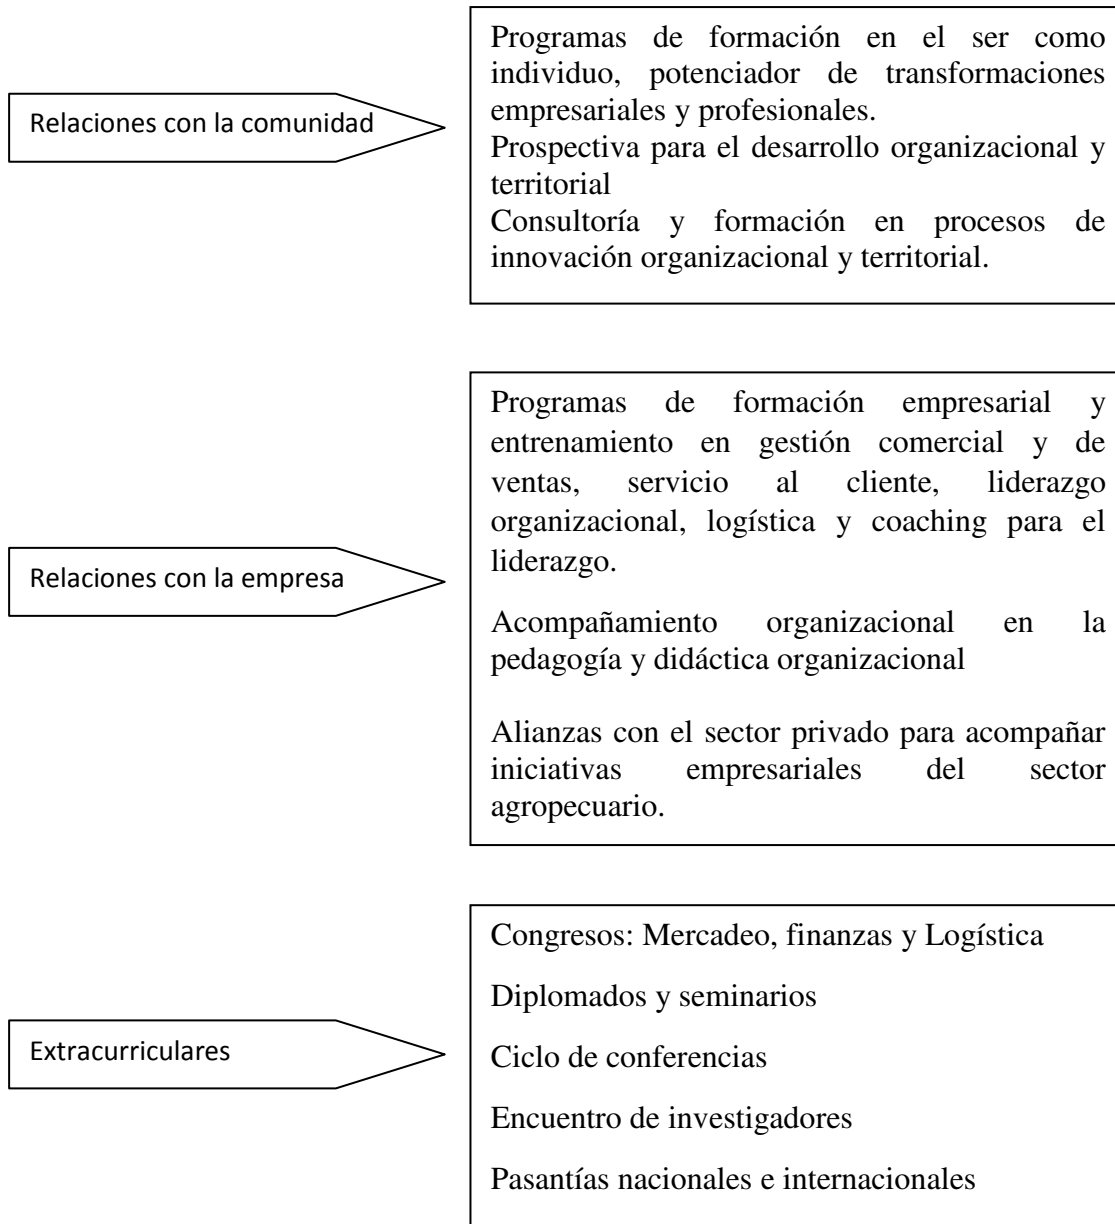 Relaciones con la comunidad
Programas de formación en el ser como
individuo, potenciador de transformaciones
empresariales y profesionales.
Prospectiva para el desarrollo organizacional y
territorial
Consultoría y formación en procesos de
innovación organizacional y territorial.
Relaciones con la empresa
Programas de formación empresarial y
entrenamiento en gestión comercial y de
ventas, servicio al cliente, liderazgo
organizacional, logística y coaching para el
liderazgo.
Acompañamiento organizacional en la
pedagogía y didáctica organizacional
Alianzas con el sector privado para acompañar
iniciativas empresariales del sector
agropecuario.
Extracurriculares
Congresos: Mercadeo, finanzas y Logística
Diplomados y seminarios
Ciclo de conferencias
Encuentro de investigadores
Pasantías nacionales e internacionales